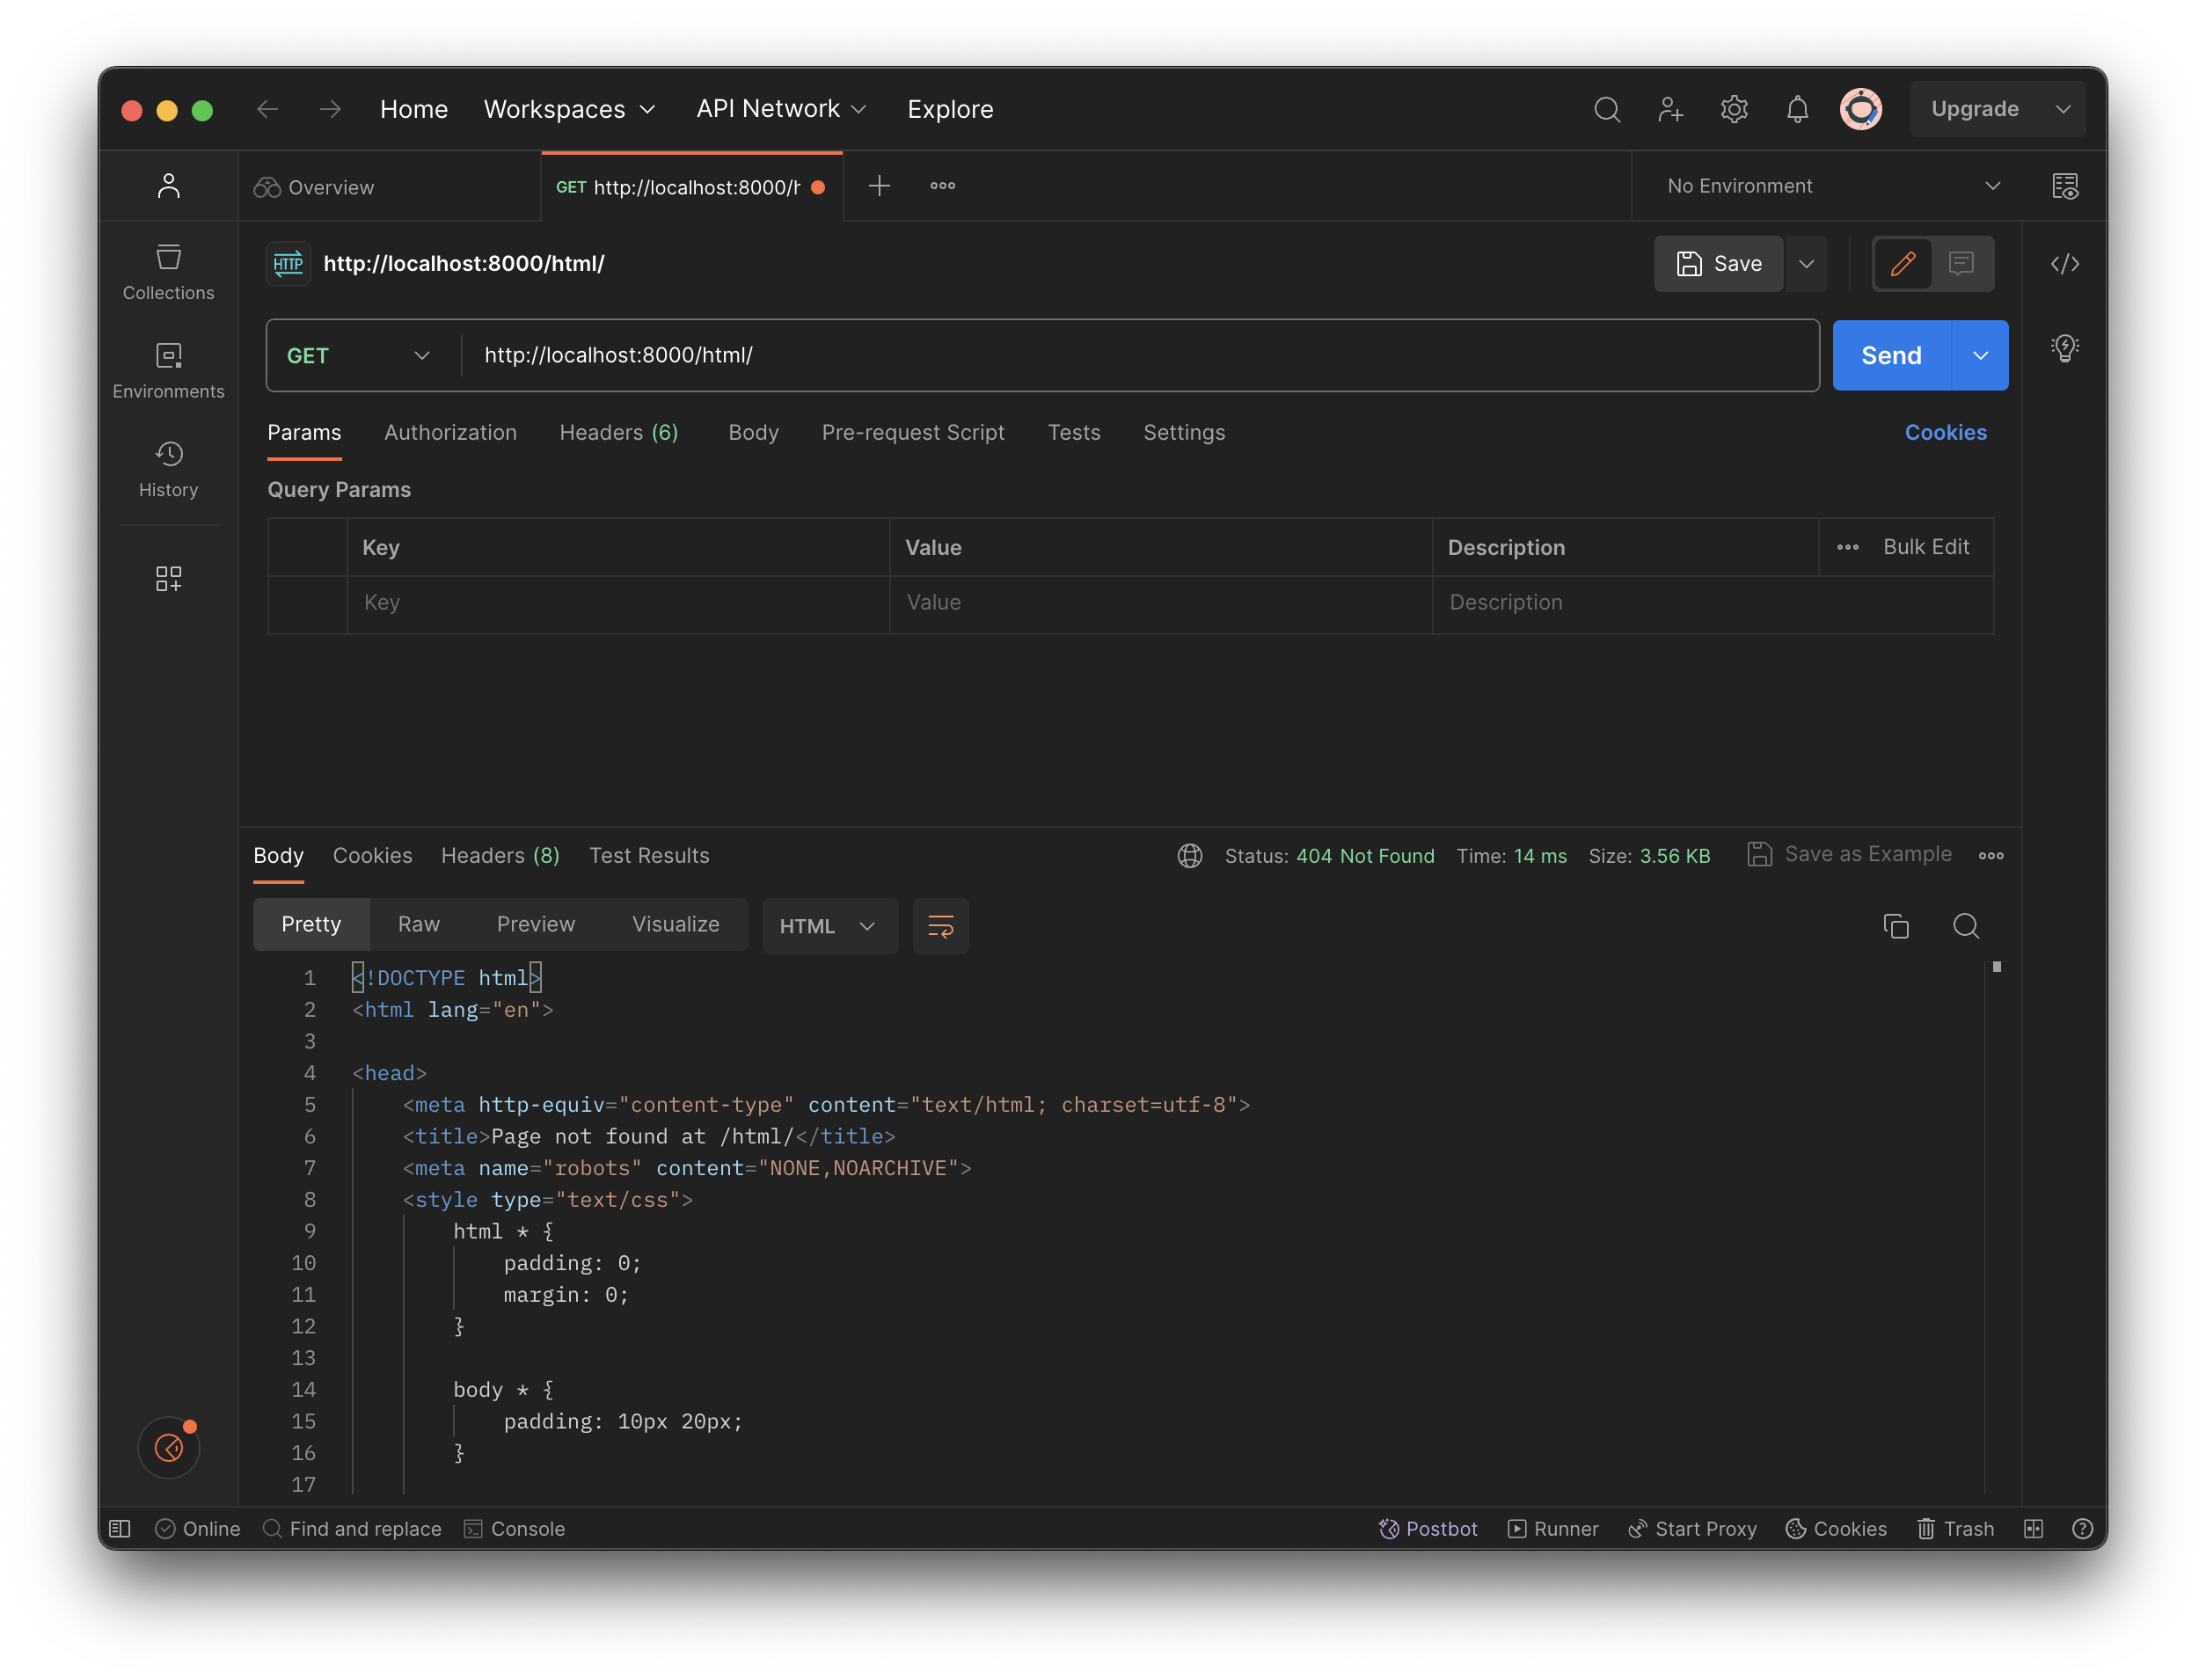 Home Workspaces API Network Explore Upgrade
Overview GET http://localhost:8000/h No Environment
HTTP http://localhost:8000/html/ Save
Collections
GET http://localhost:8000/html/ Send
Environments
Params Authorization Headers (6) Body Pre-request Script Tests Settings Cookies
History
Query Params
Key Value Description Bulk Edit
Key Value Description
Body Cookies Headers (8) Test Results Status: 404 Not Found Time: 14 ms Size: 3.56 KB Save as Example
Pretty Raw Preview Visualize HTML
1 <!DOCTYPE html>
2 <html lang="en">
3
4 <head>
5 <meta http-equiv="content-type" content="text/html; charset=utf-8">
6 <title>Page not found at /html/</title>
7 <meta name="robots" content="NONE,NOARCHIVE">
8 <style type="text/css">
9 html * {
10 padding: 0;
11 margin: 0;
12 }
13
14 body * {
15 padding: 10px 20px;
16 }
17
Online Find and replace Console Postbot Runner Start Proxy Cookies Trash